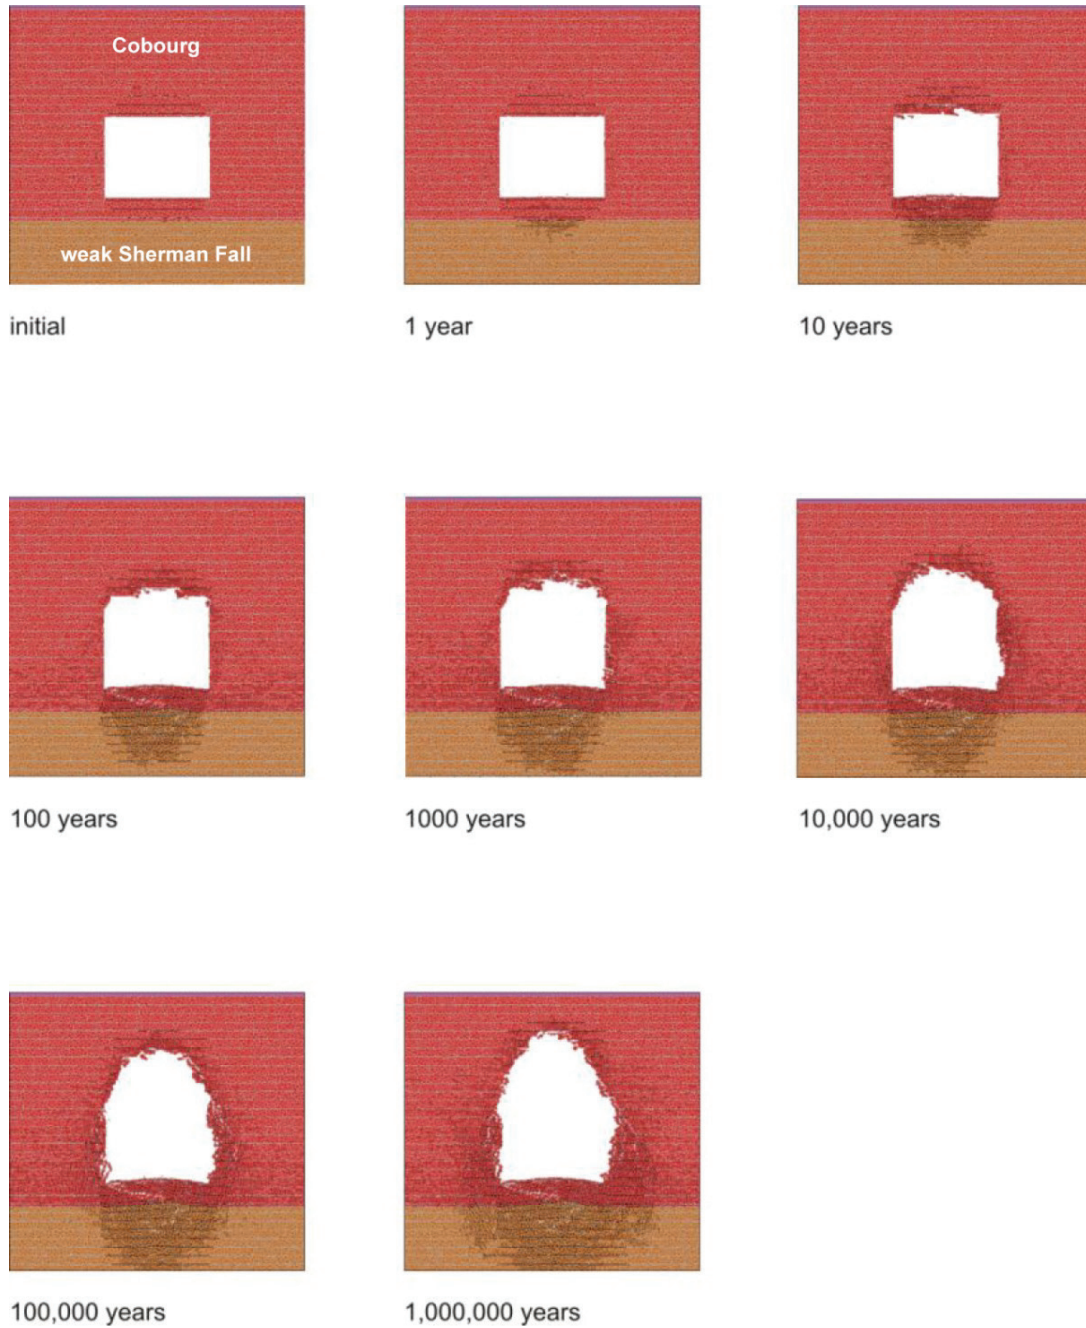 Cobourg
weak Sherman Fall
initial
1 year
10 years
100 years
1000 years
10,000 years
100,000 years
1,000,000 years